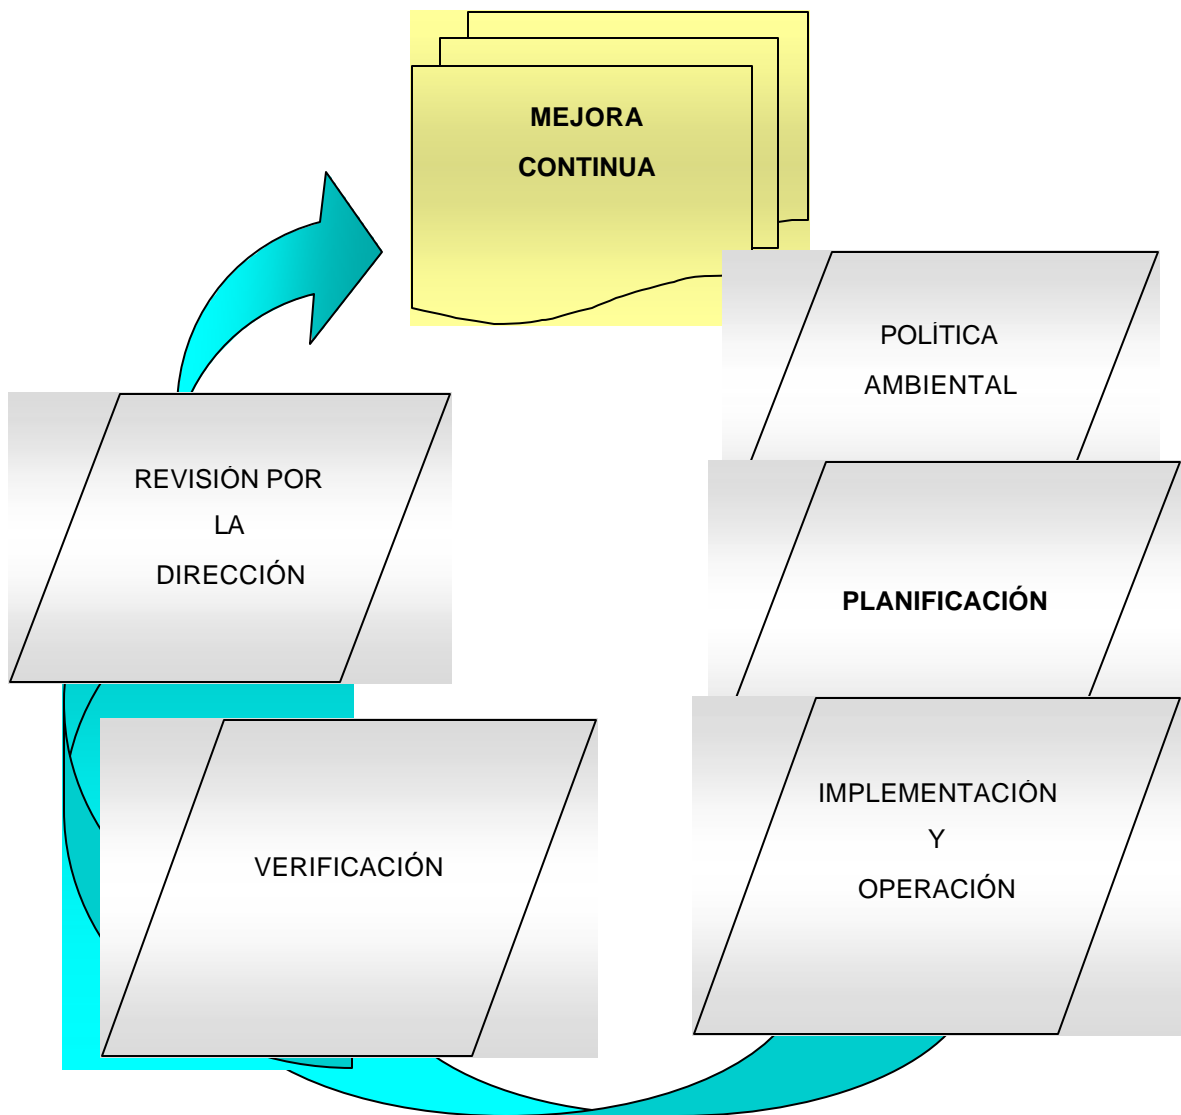 MEJORA
CONTINUA
POLÍTICA
AMBIENTAL
PLANIFICACIÓN
IMPLEMENTACIÓN
Y
OPERACIÓN
VERIFICACIÓN
REVISIÓN POR
LA
DIRECCIÓN